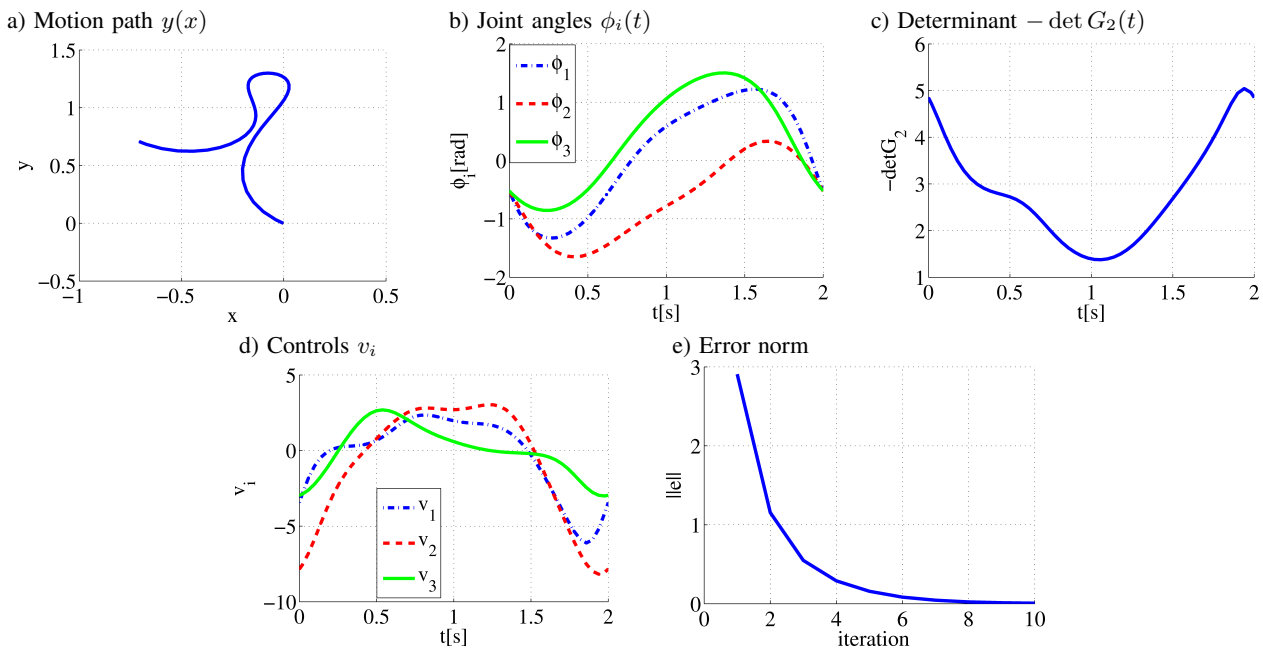 a) Motion path y(x)
1.5
1
0.5
0
−0.5
y
−1
−0.5
0
0.5
x
b) Joint angles ϕi(t)
2
1
0
−1
−2
ϕi[rad]
ϕ1
ϕ2
ϕ3
0
0.5
1
1.5
2
t[s]
c) Determinant − det G2(t)
6
5
4
3
2
1
−detG2
0
0.5
1
1.5
2
t[s]
d) Controls vi
5
0
−5
−10
vi
v1
v2
v3
0
0.5
1
1.5
2
t[s]
e) Error norm
3
2
1
0
||e||
0
2
4
6
8
10
iteration